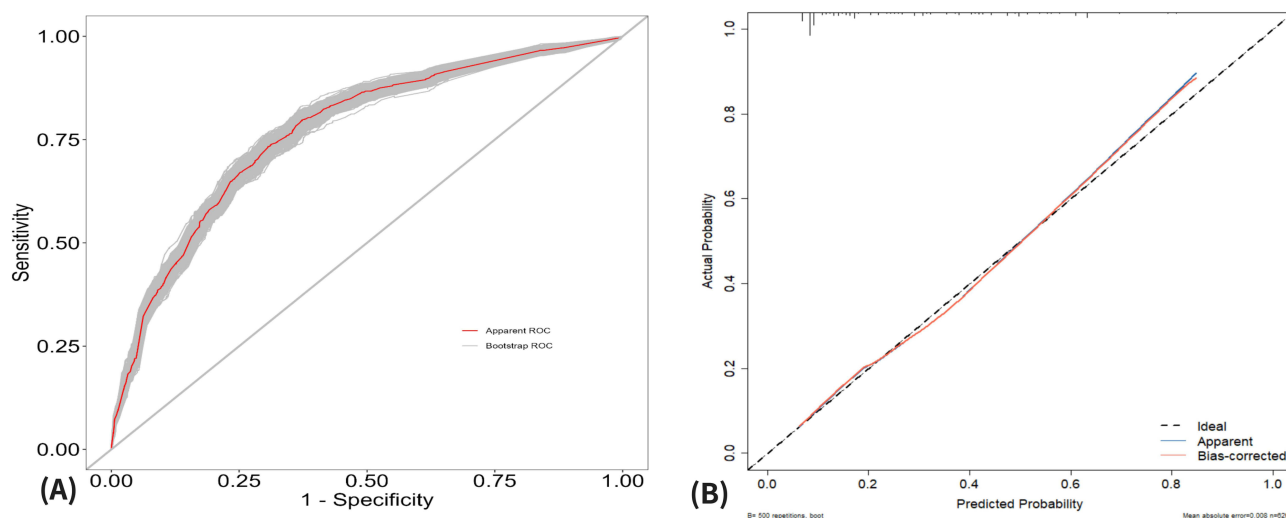 1.00
0.75
0.50
0.25
0.00
Sensitivity
Apparent ROC
Bootstrap ROC
0.00 0.25 0.50 0.75 1.00
1 - Specificity
(A)
1.0
0.8
0.6
0.4
0.2
0.0
Actual Probability
Ideal
Apparent
Bias-corrected
0.0 0.2 0.4 0.6 0.8 1.0
Predicted Probability
(B)
B= 500 repetitions, boot
Mean absolute error=0.008